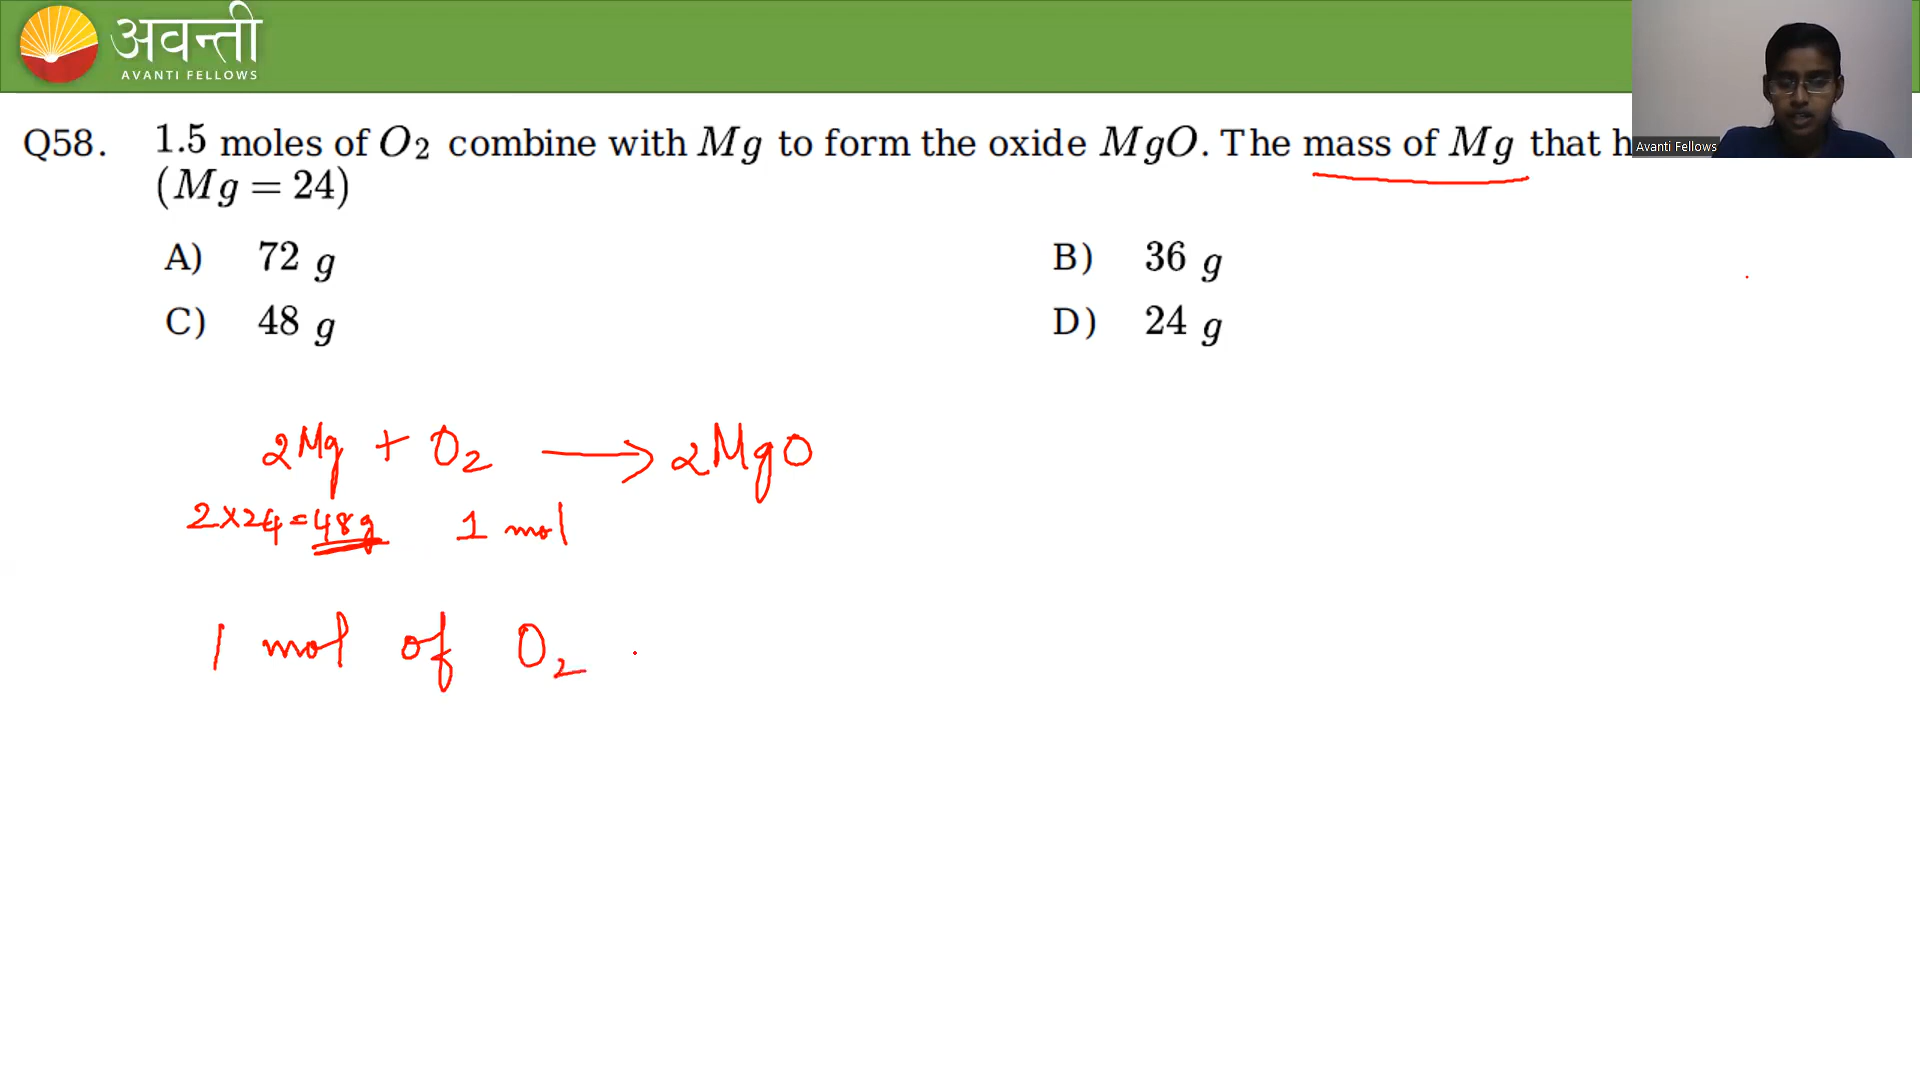 अवन्ती
AVANTI FELLOWS
Avanti Fellows
Q58. 1.5 moles of O₂ combine with Mg to form the oxide MgO. The mass of Mg that h
(Mg = 24)
A) 72 g
B) 36 g
C) 48 g
D) 24 g
2Mg + O₂ → 2MgO
2×24=48g 1 mol
1 mol of O₂